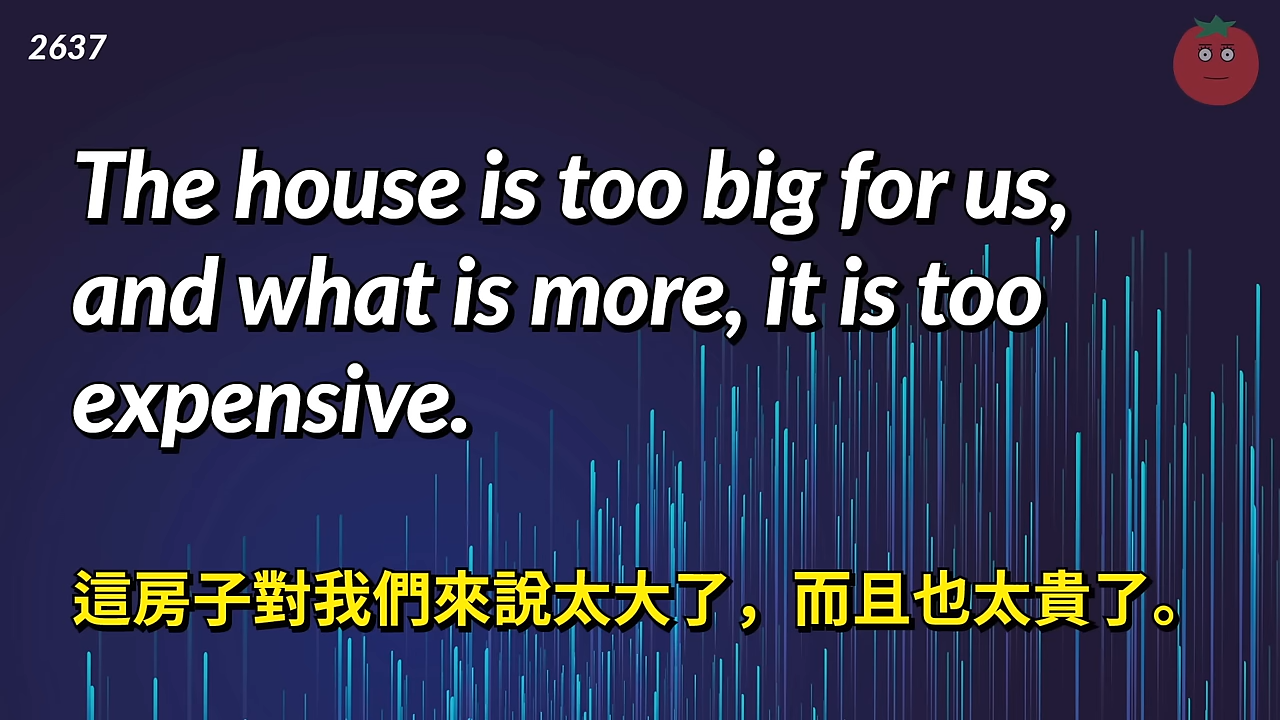 2637
The house is too big for us,
and what is more, it is too
expensive.
這房子對我們來說太大了，而且也太貴了。